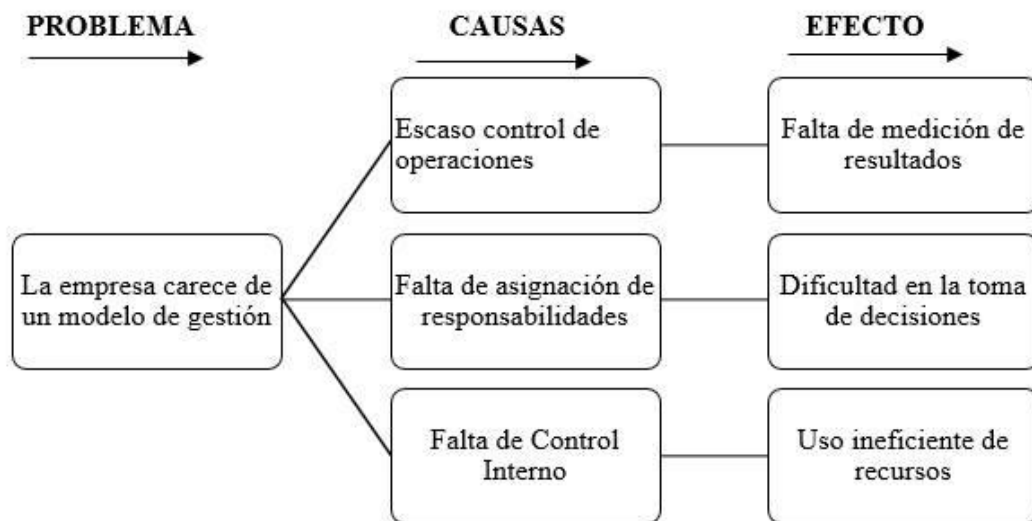 PROBLEMA
CAUSAS
EFECTO
La empresa carece de
un modelo de gestión
Escaso control de
operaciones
Falta de medición de
resultados
Falta de asignación de
responsabilidades
Dificultad en la toma
de decisiones
Falta de Control
Interno
Uso ineficiente de
recursos